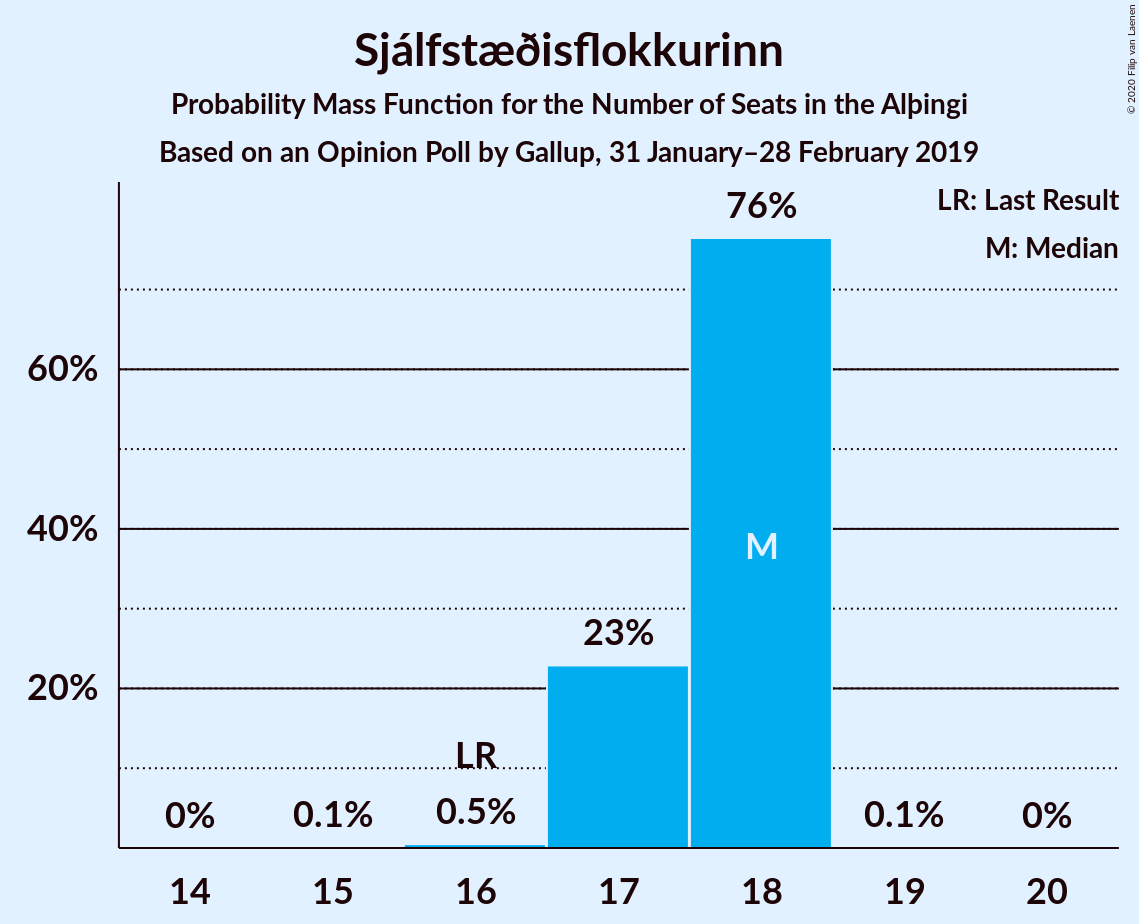 Sjálfstæðisflokkurinn
Probability Mass Function for the Number of Seats in the Alþingi
Based on an Opinion Poll by Gallup, 31 January–28 February 2019
© 2020 Filip van Laenen
LR: Last Result
M: Median
76%
60%
40%
M
23%
20%
LR
0%
0.1%
0.5%
0.1%
0%
14 15 16 17 18 19 20